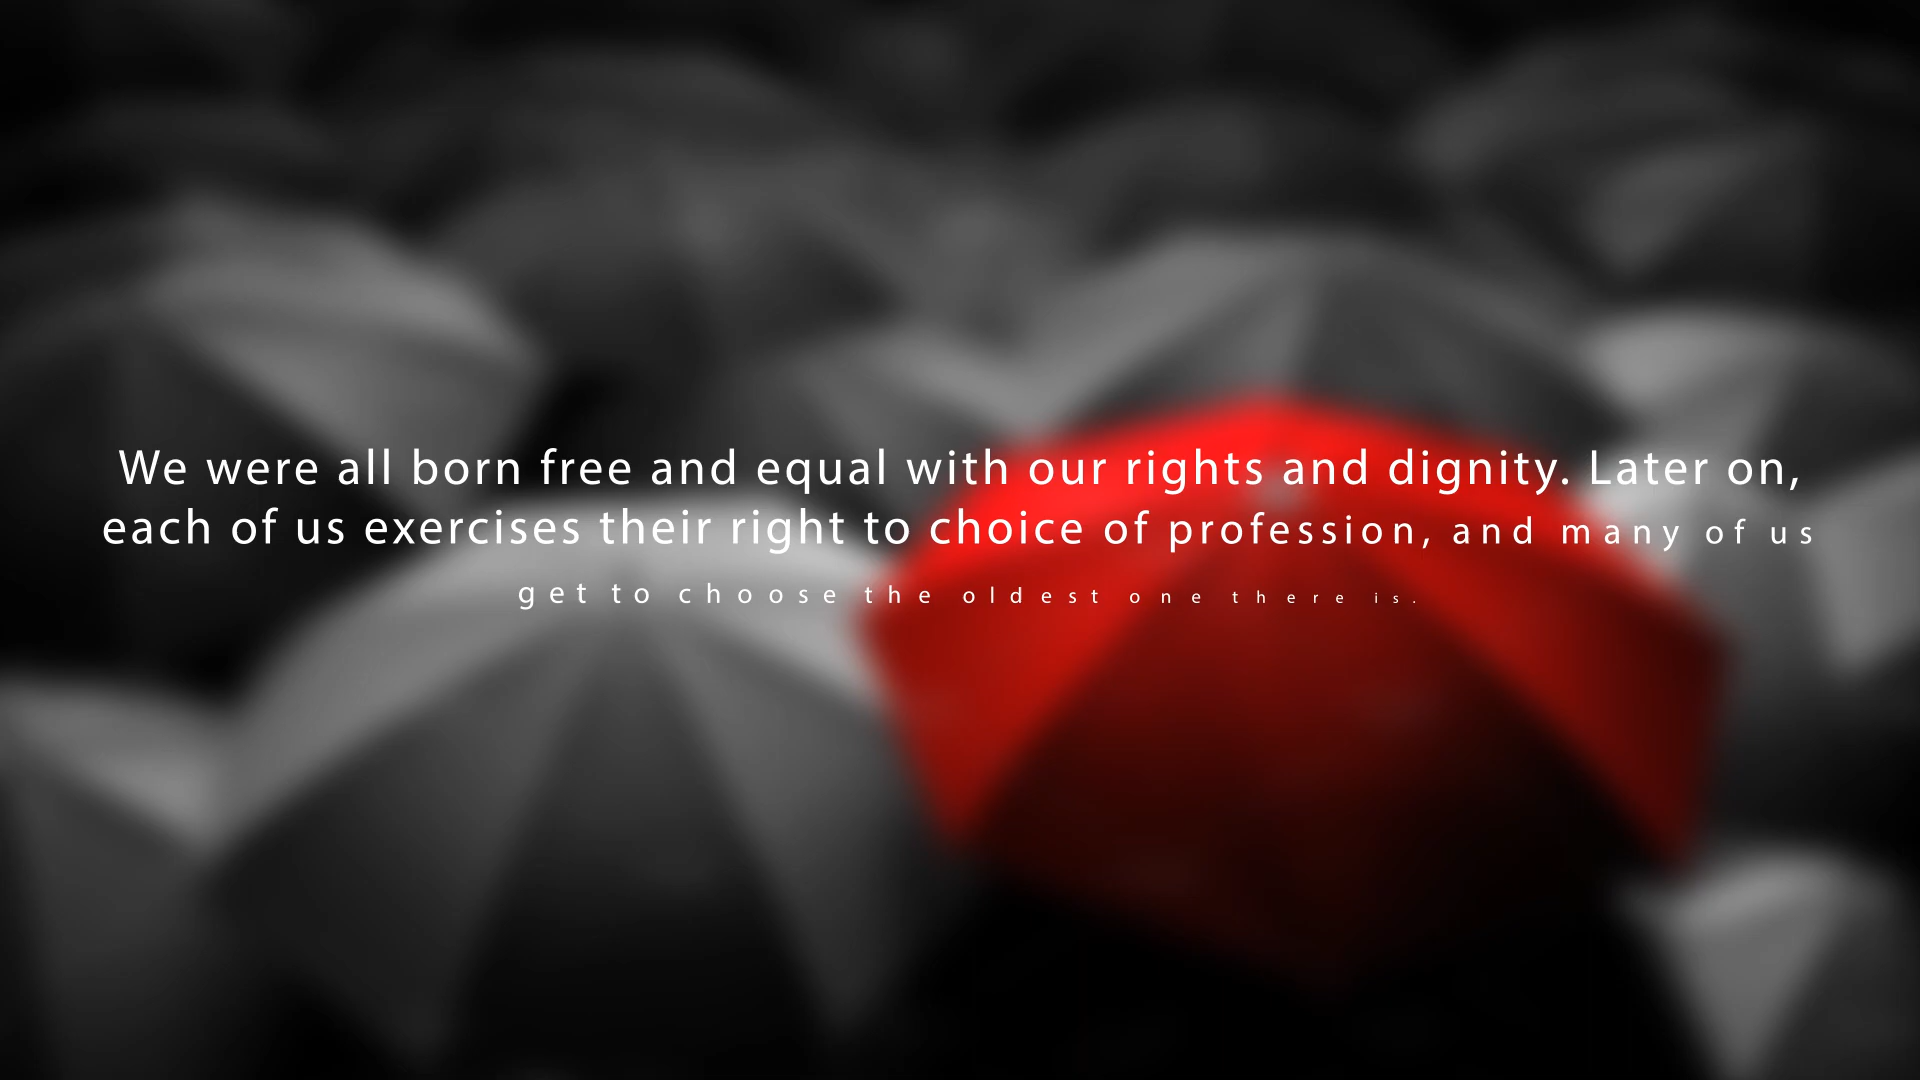 We were all born free and equal with our rights and dignity. Later on,
each of us exercises their right to choice of profession, and many of us
get to choose the oldest one there is.